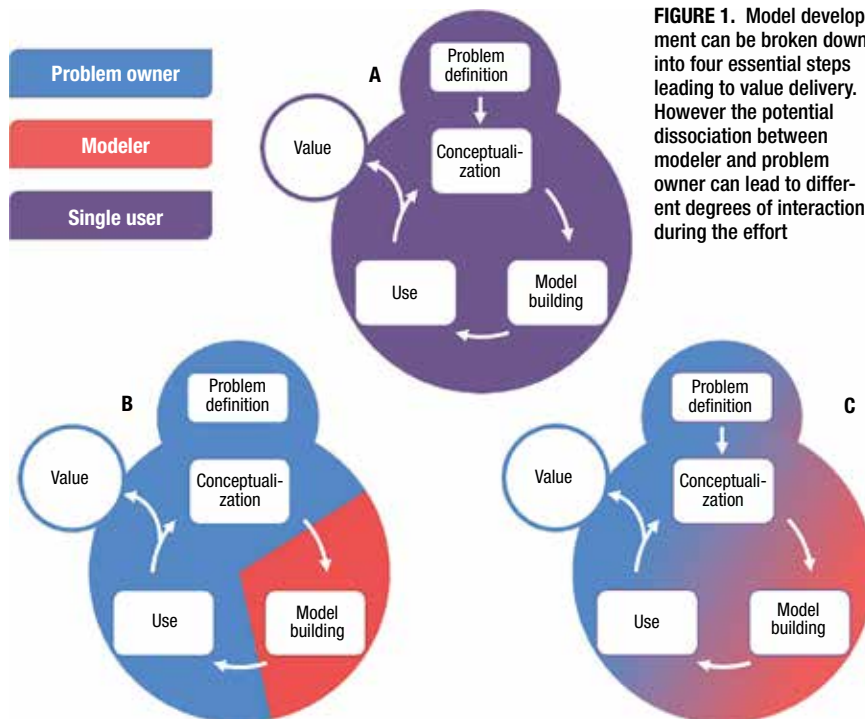 Problem owner
Modeler
Single user
A
Problem
definition
Conceptuali-
zation
Value
Use
Model
building
FIGURE 1. Model develop
ment can be broken down
into four essential steps
leading to value delivery.
However the potential
dissociation between
modeler and problem
owner can lead to differ-
ent degrees of interaction
during the effort
B
Problem
definition
Conceptuali-
zation
Value
Use
Model
building
C
Problem
definition
Conceptuali-
zation
Value
Use
Model
building